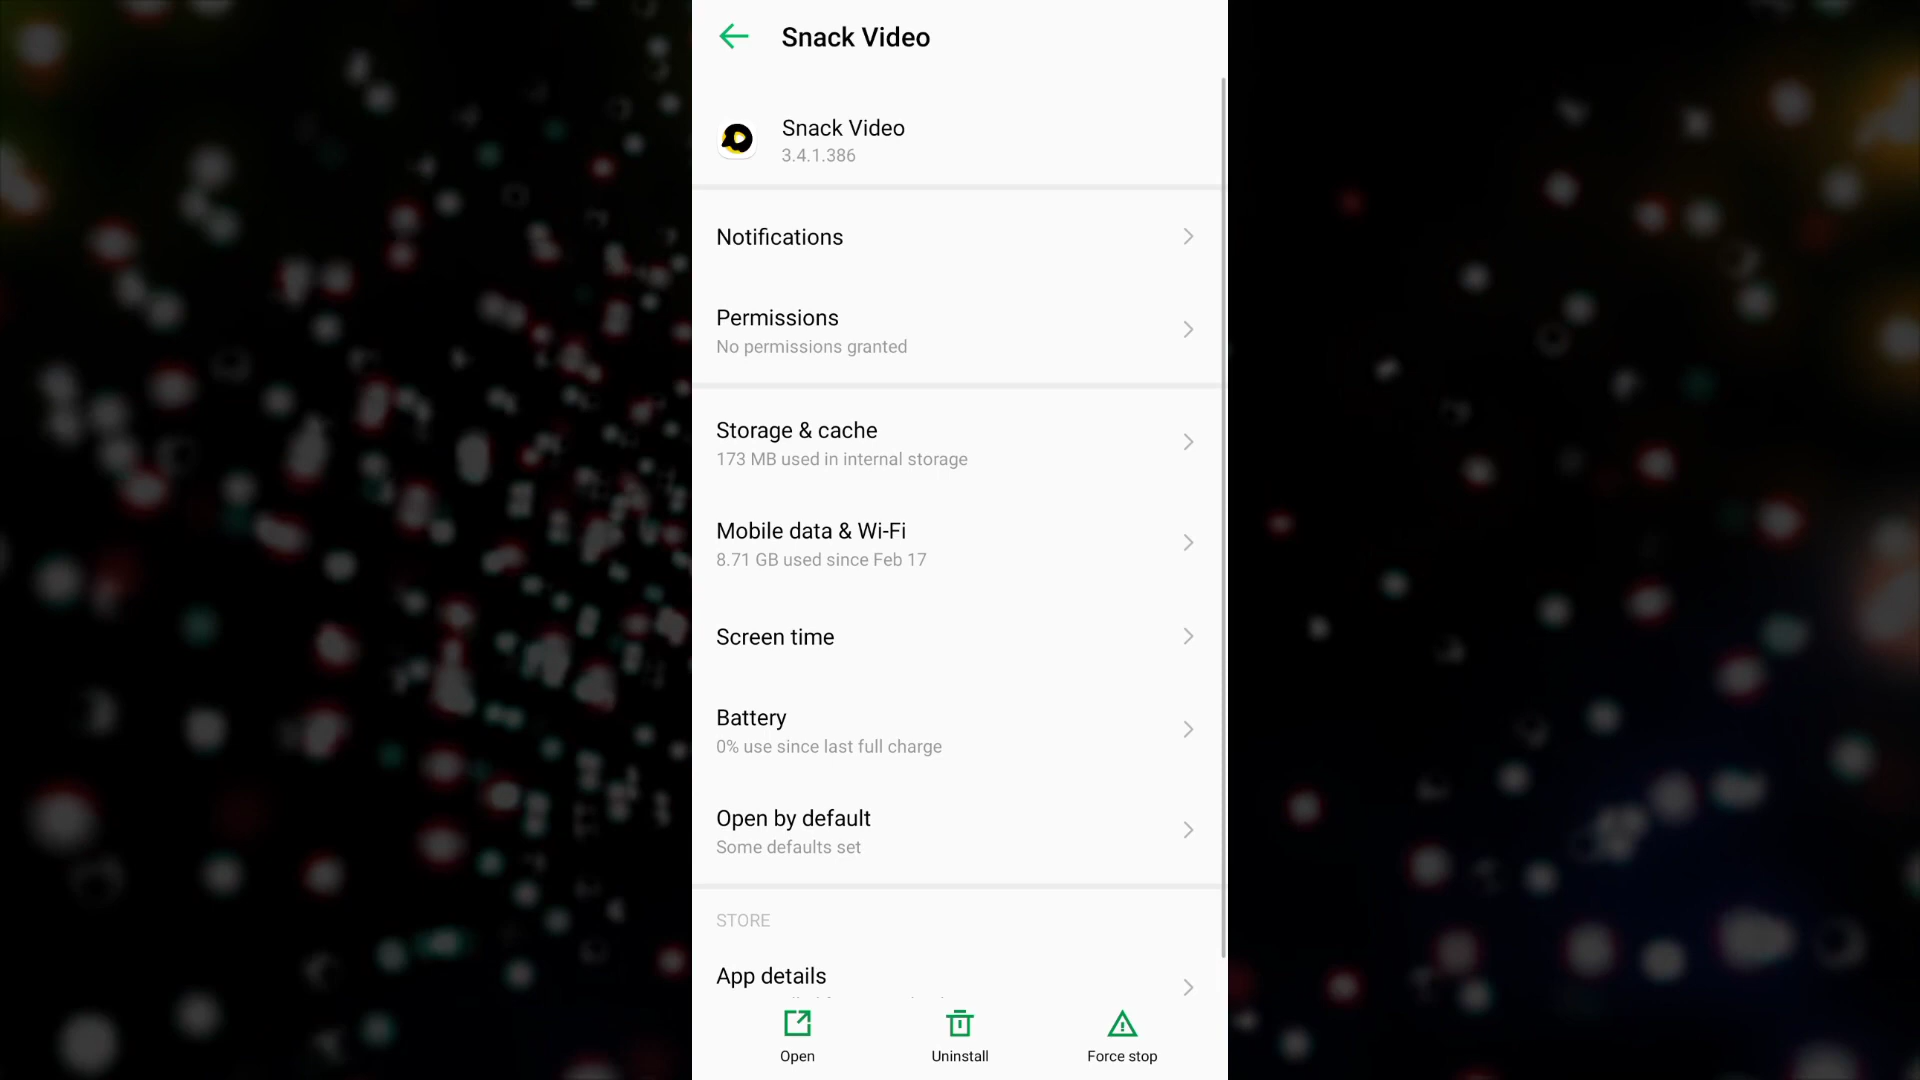 Snack Video
Snack Video
3.4.1.386
Notifications
Permissions
No permissions granted
Storage & cache
173 MB used in internal storage
Mobile data & Wi-Fi
8.71 GB used since Feb 17
Screen time
Battery
0% use since last full charge
Open by default
Some defaults set
STORE
App details
Open
Uninstall
Force stop